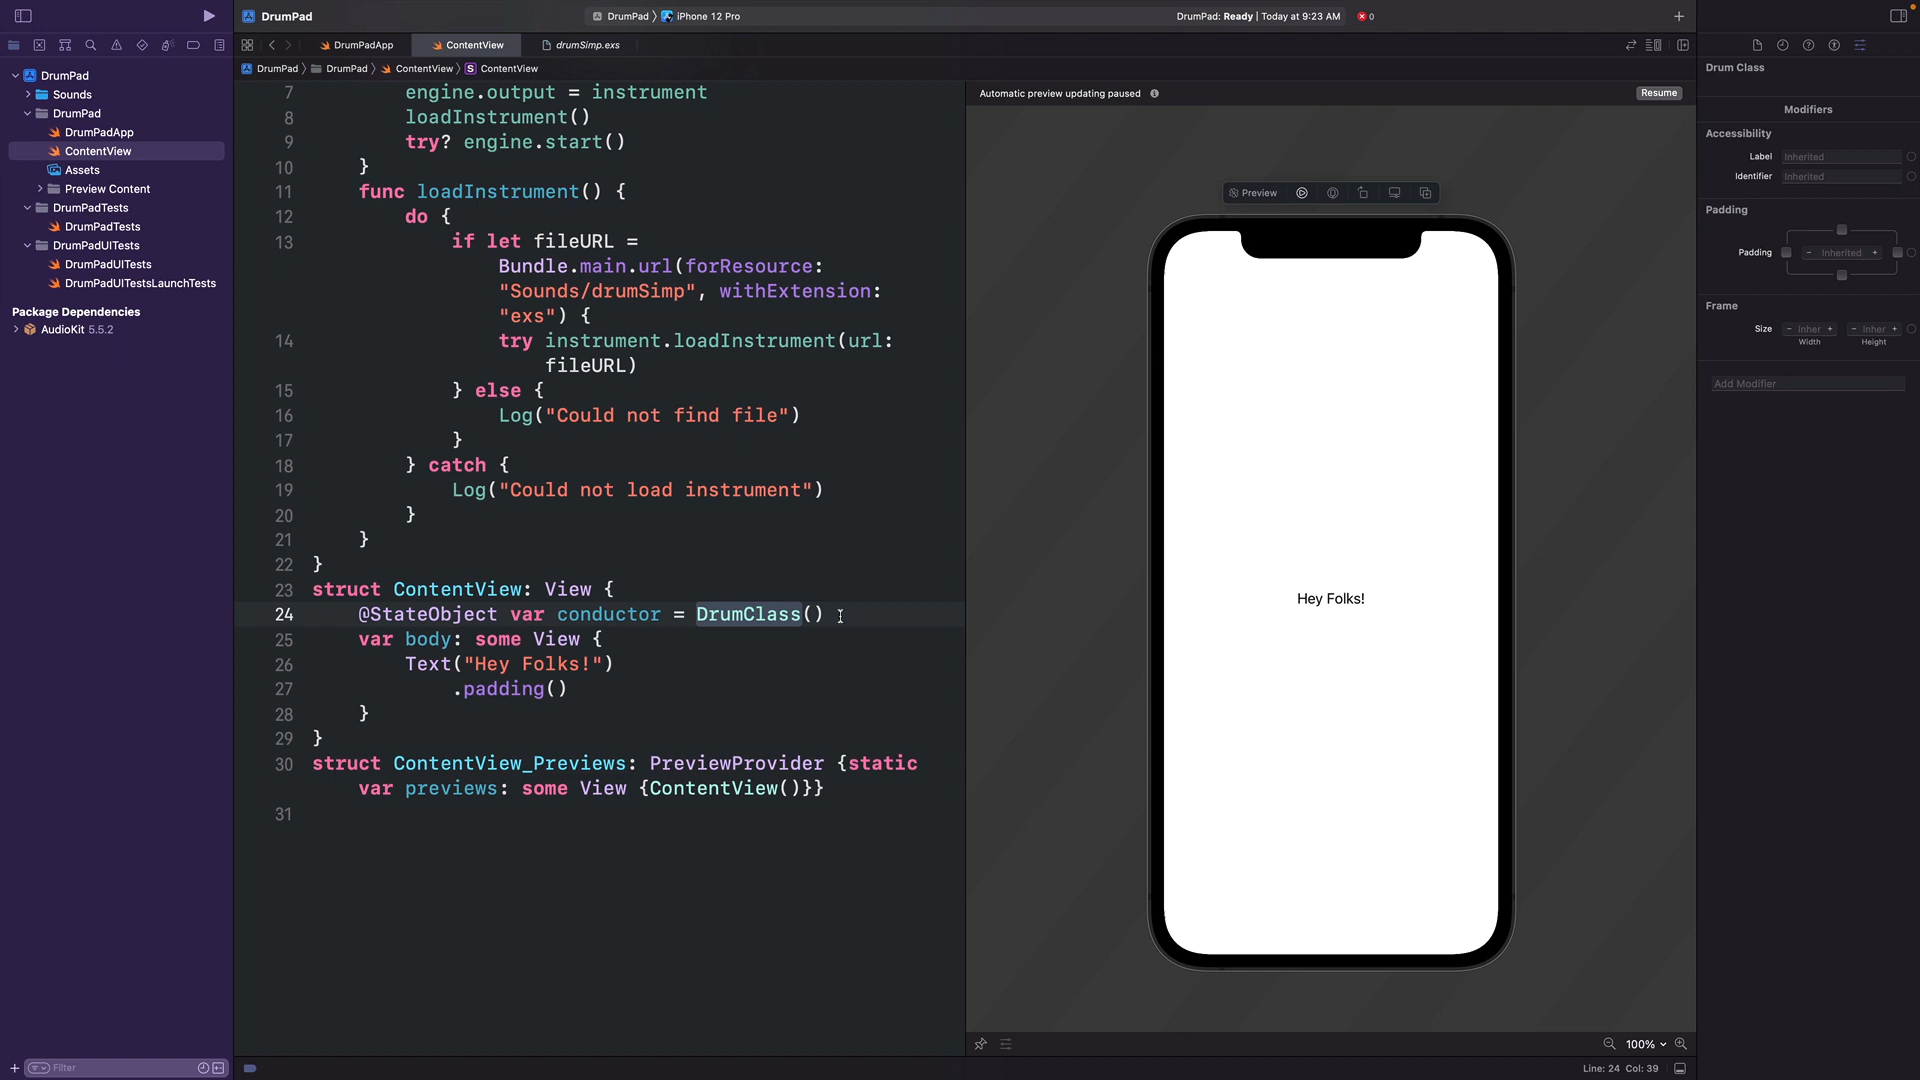 DrumPad
DrumPad
iPhone 12 Pro
DrumPad: Ready | Today at 9:23 AM
0
DrumPadApp
ContentView
drumSimp.exs
DrumPad
DrumPad
ContentView
S
ContentView
DrumPad
Sounds
DrumPad
DrumPadApp
ContentView
Assets
Preview Content
DrumPadTests
DrumPadTests
DrumPadUITests
DrumPadUITests
DrumPadUITestsLaunchTests
Package Dependencies
AudioKit 5.5.2
Filter
7 engine.output = instrument
8 loadInstrument()
9 try? engine.start()
10 }
11 func loadInstrument() {
12 do {
13 if let fileURL =
Bundle.main.url(forResource:
"Sounds/drumSimp", withExtension:
"exs") {
14 try instrument.loadInstrument(url:
fileURL)
15 } else {
16 Log("Could not find file")
17 }
18 } catch {
19 Log("Could not load instrument")
20 }
21 }
22 }
23 struct ContentView: View {
24 @StateObject var conductor = DrumClass()
25 var body: some View {
26 Text("Hey Folks!")
27 .padding()
28 }
29 }
30 struct ContentView_Previews: PreviewProvider {static
var previews: some View {ContentView()}}
31
Automatic preview updating paused
Resume
Preview
Hey Folks!
100%
Line: 24 Col: 39
Drum Class
Modifiers
Accessibility
Label
Inherited
Identifier
Inherited
Padding
Padding
Inherited
Frame
Size
Inher
Inher
Width
Height
Add Modifier